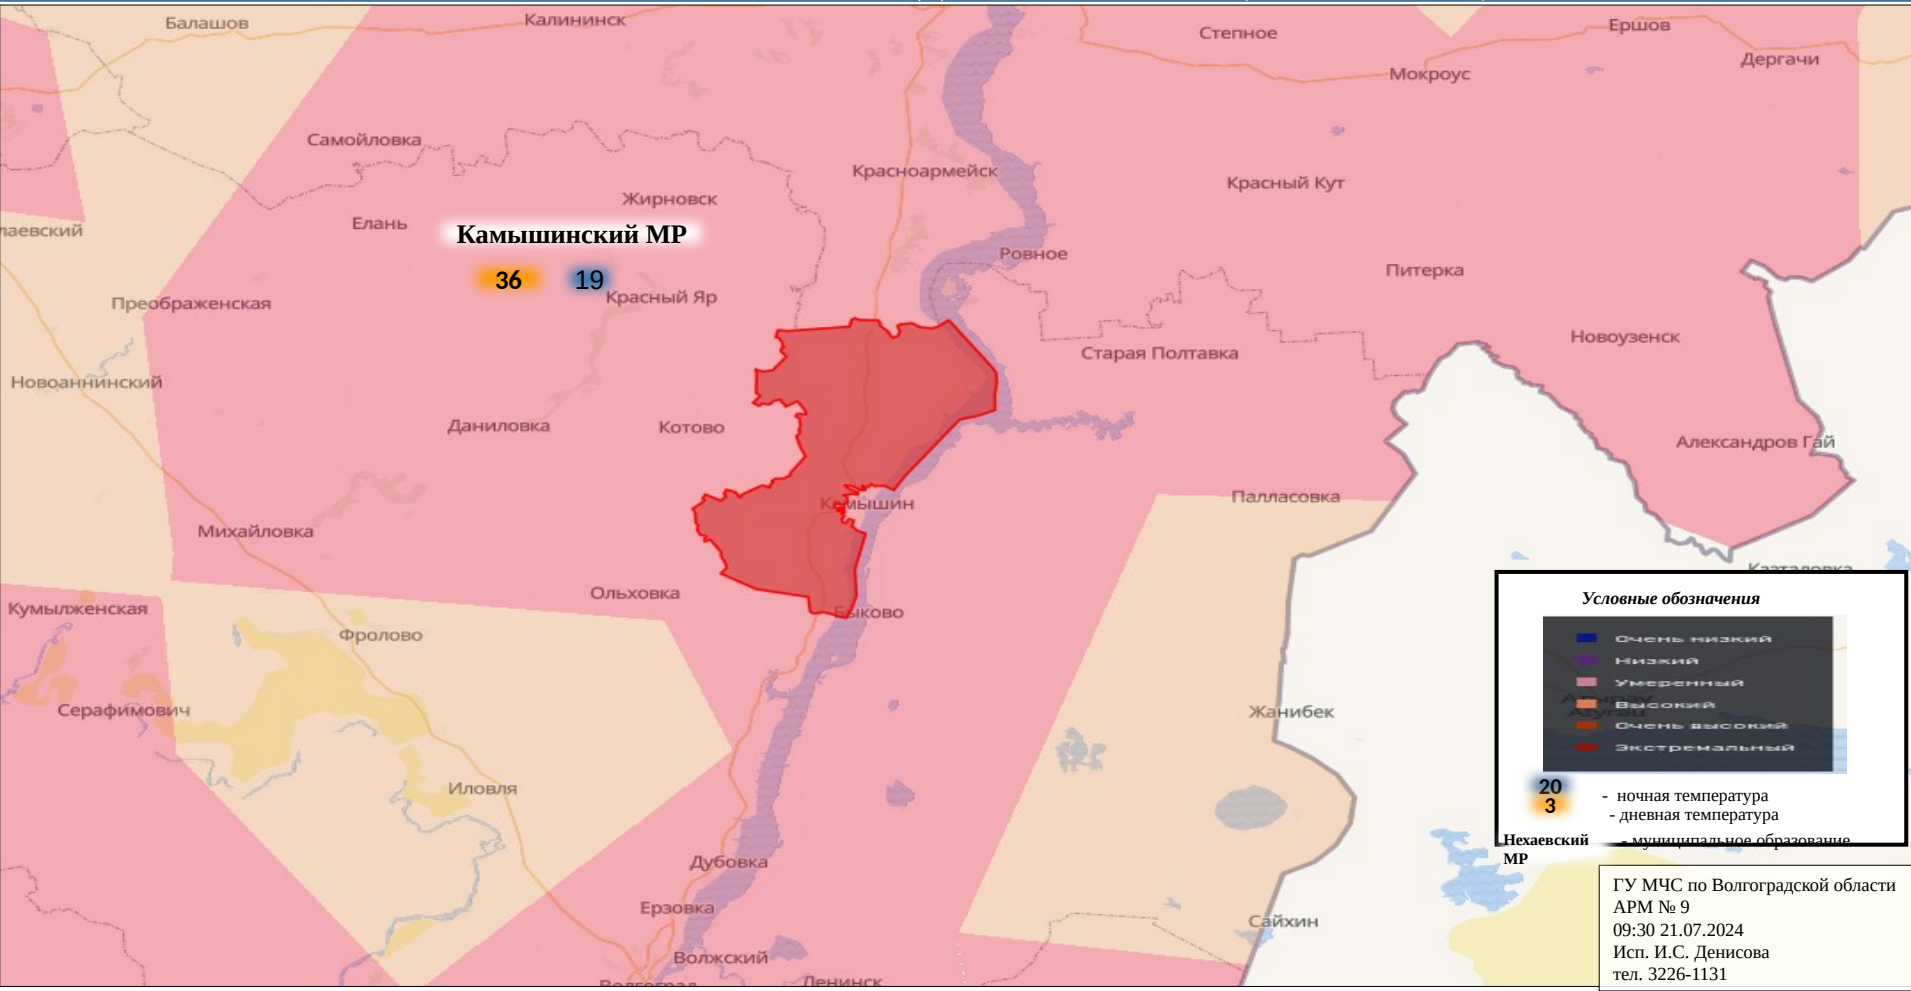 Балашов
Калининск
Степное
Ершов
Дергачи
Мокроус
Самойловка
Красноармейск
Красный Кут
Жирновск
Елань
лаевский
Камышинский МР
Ровное
Питерка
36 19
Красный Яр
Преображенская
Новоузенск
Старая Полтавка
Новоаннинский
Даниловка
Котово
Александров Гай
Палласовка
Камышин
Михайловка
Казталовка
Ольховка
Кумылженская
Быково
Фролово
Серафимович
Жанибек
Иловля
Дубовка
Ерзовка
Сайхин
Волжский
Ленинск
Волгоград
Условные обозначения
Очень низкий
Низкий
Умеренный
Высокий
Очень высокий
Экстремальный
Atyrau
20
3
- ночная температура
- дневная температура
Нехаевский
МР
- муниципальное образование
ГУ МЧС по Волгоградской области
АРМ № 9
09:30 21.07.2024
Исп. И.С. Денисова
тел. 3226-1131